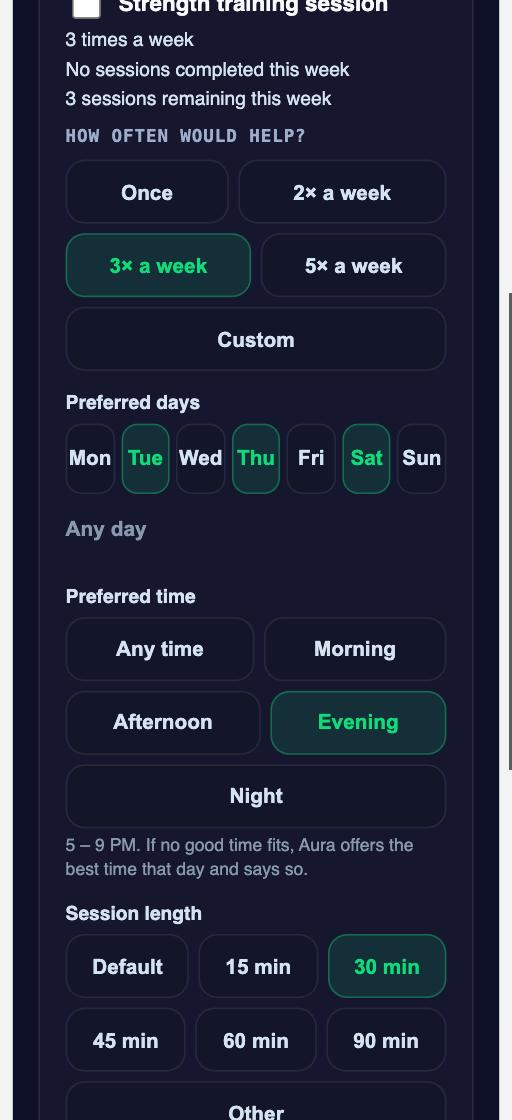 Strength training session
3 times a week
No sessions completed this week
3 sessions remaining this week
HOW OFTEN WOULD HELP?
Once 2× a week
3× a week 5× a week
Custom
Preferred days
Mon Tue Wed Thu Fri Sat Sun
Any day
Preferred time
Any time Morning
Afternoon Evening
Night
5 – 9 PM. If no good time fits, Aura offers the
best time that day and says so.
Session length
Default 15 min 30 min
45 min 60 min 90 min
Other